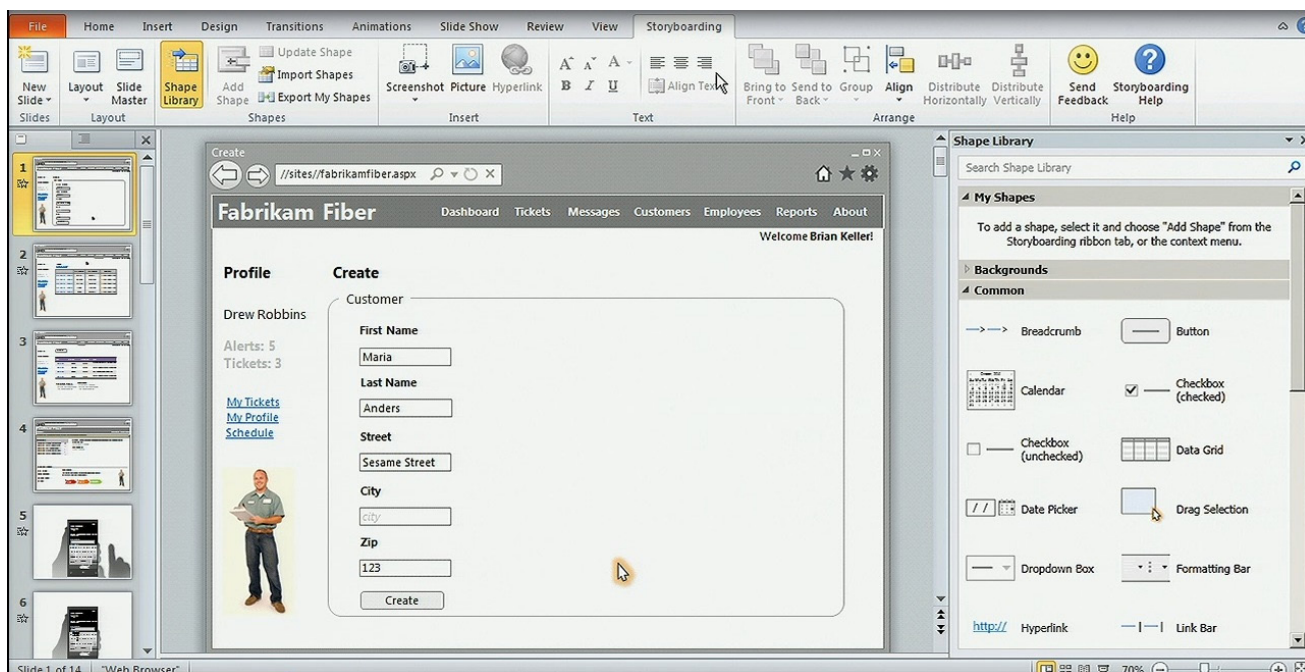 File Home Insert Design Transitions Animations Slide Show Review View Storyboarding
New Slide
Layout
Slide Master
Shape Library
Add Shape
Update Shape
Import Shapes
Export My Shapes
Screenshot Picture Hyperlink
A A A
B I U
Align Text
Bring to Front
Send to Back
Group
Align
Distribute Horizontally
Distribute Vertically
Send Feedback
Storyboarding Help
Slides Layout Shapes Insert Text Arrange Help
1
2
3
4
5
6
Create
//sites//fabrikamfiber.aspx
Fabrikam Fiber Dashboard Tickets Messages Customers Employees Reports About
Welcome Brian Keller!
Profile
Drew Robbins
Alerts: 5
Tickets: 3
My Tickets
My Profile
Schedule
Create
Customer
First Name
Maria
Last Name
Anders
Street
Sesame Street
City
city
Zip
123
Create
Shape Library
Search Shape Library
My Shapes
To add a shape, select it and choose "Add Shape" from the
Storyboarding ribbon tab, or the context menu.
Backgrounds
Common
Breadcrumb
Button
Calendar
Checkbox
(checked)
Checkbox
(unchecked)
Data Grid
/ / Date Picker
Drag Selection
Dropdown Box
Formatting Bar
http:// Hyperlink
Link Bar
Slide 1 of 14 "Web Browser" 70%